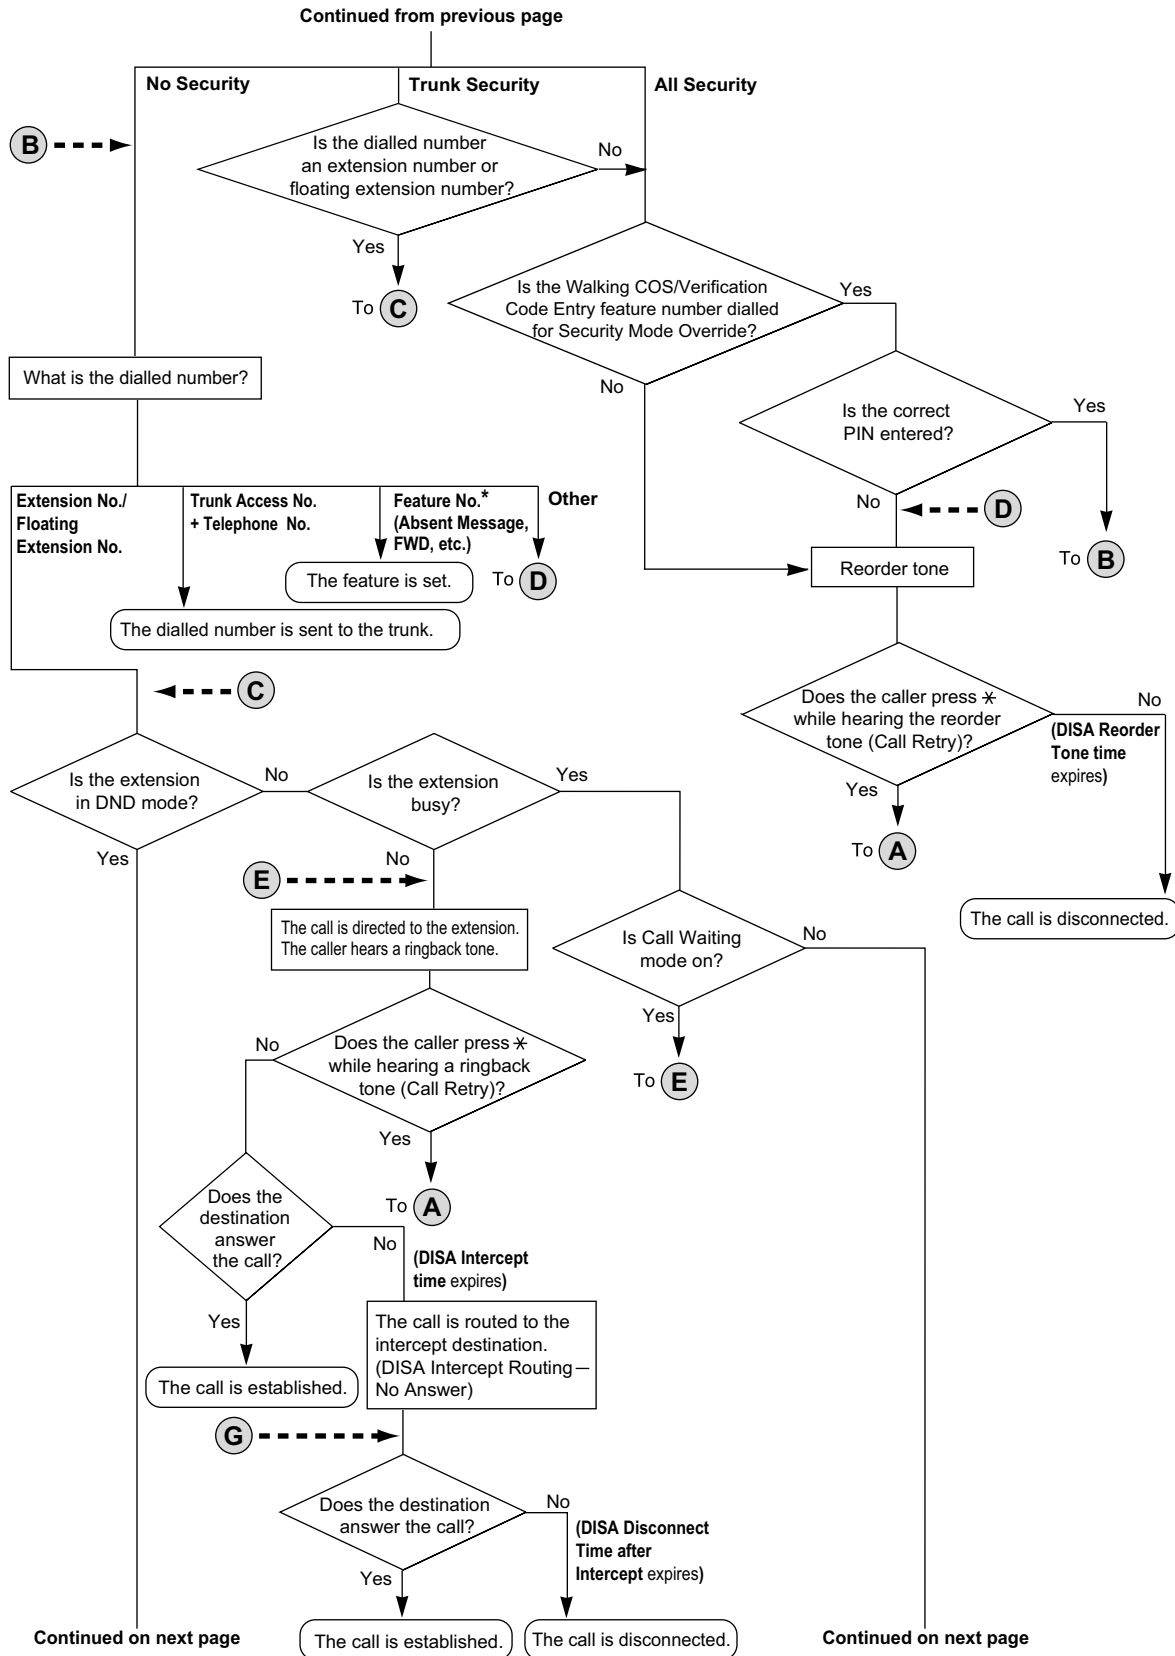 Continued from previous page
No Security
Trunk Security
All Security
B
Is the dialled number
an extension number or
floating extension number?
No
Yes
To C
Is the Walking COS/Verification
Code Entry feature number dialled
for Security Mode Override?
Yes
No
What is the dialled number?
Is the correct
PIN entered?
Yes
No
D
To B
Extension No./
Floating
Extension No.
Trunk Access No.
+ Telephone No.
Feature No.*
(Absent Message,
FWD, etc.)
Other
The feature is set.
To D
The dialled number is sent to the trunk.
Reorder tone
C
Does the caller press *
while hearing the reorder
tone (Call Retry)?
No
(DISA Reorder
Tone time
expires)
Yes
To A
The call is disconnected.
Is the extension
in DND mode?
No
Yes
Is the extension
busy?
Yes
No
E
The call is directed to the extension.
The caller hears a ringback tone.
Is Call Waiting
mode on?
No
Yes
To E
Does the caller press *
while hearing a ringback
tone (Call Retry)?
No
Yes
To A
Does the
destination
answer
the call?
No
(DISA Intercept
time expires)
Yes
The call is established.
The call is routed to the
intercept destination.
(DISA Intercept Routing—
No Answer)
G
Does the destination
answer the call?
No
(DISA Disconnect
Time after
Intercept expires)
Yes
The call is established.
The call is disconnected.
Continued on next page
Continued on next page